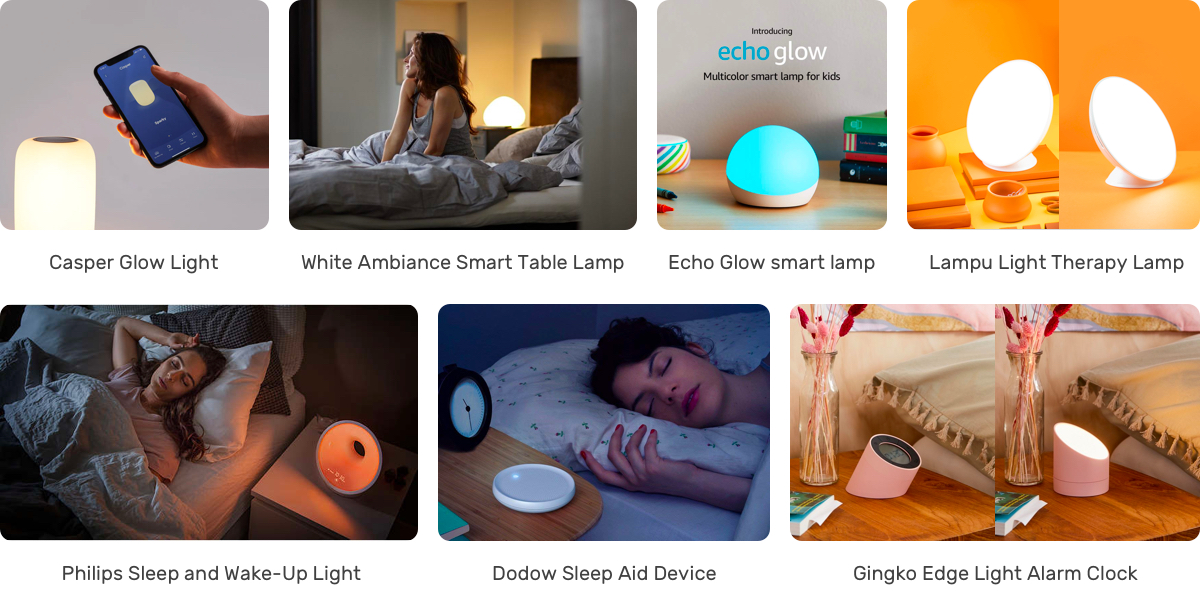 Introducing
echo glow
Multicolor smart lamp for kids
Casper Glow Light
White Ambiance Smart Table Lamp
Echo Glow smart lamp
Lampu Light Therapy Lamp
Philips Sleep and Wake-Up Light
Dodow Sleep Aid Device
Gingko Edge Light Alarm Clock